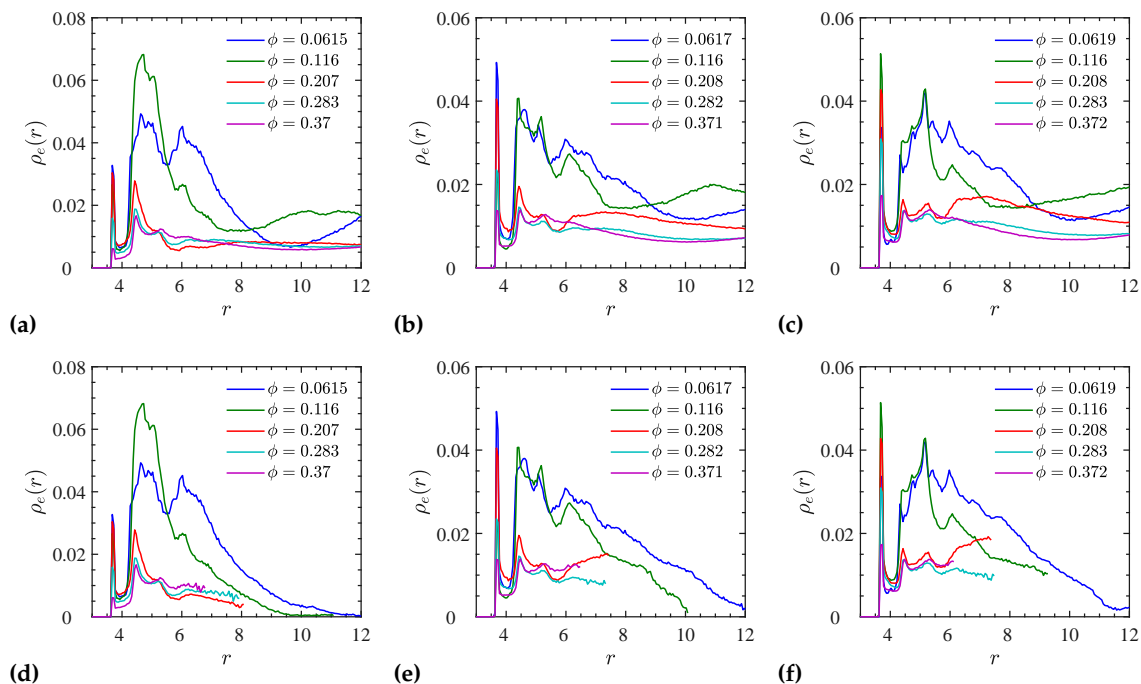 0.08
0.06
0.04
0.02
0
ρe(r)
4 6 8 10 12
r
ϕ = 0.0615
ϕ = 0.116
ϕ = 0.207
ϕ = 0.283
ϕ = 0.37
(a)
0.06
0.04
0.02
0
ρe(r)
4 6 8 10 12
r
ϕ = 0.0617
ϕ = 0.116
ϕ = 0.208
ϕ = 0.282
ϕ = 0.371
(b)
0.06
0.04
0.02
0
ρe(r)
4 6 8 10 12
r
ϕ = 0.0619
ϕ = 0.116
ϕ = 0.208
ϕ = 0.283
ϕ = 0.372
(c)
0.08
0.06
0.04
0.02
0
ρe(r)
4 6 8 10 12
r
ϕ = 0.0615
ϕ = 0.116
ϕ = 0.207
ϕ = 0.283
ϕ = 0.37
(d)
0.06
0.04
0.02
0
ρe(r)
4 6 8 10 12
r
ϕ = 0.0617
ϕ = 0.116
ϕ = 0.208
ϕ = 0.282
ϕ = 0.371
(e)
0.06
0.04
0.02
0
ρe(r)
4 6 8 10 12
r
ϕ = 0.0619
ϕ = 0.116
ϕ = 0.208
ϕ = 0.283
ϕ = 0.372
(f)